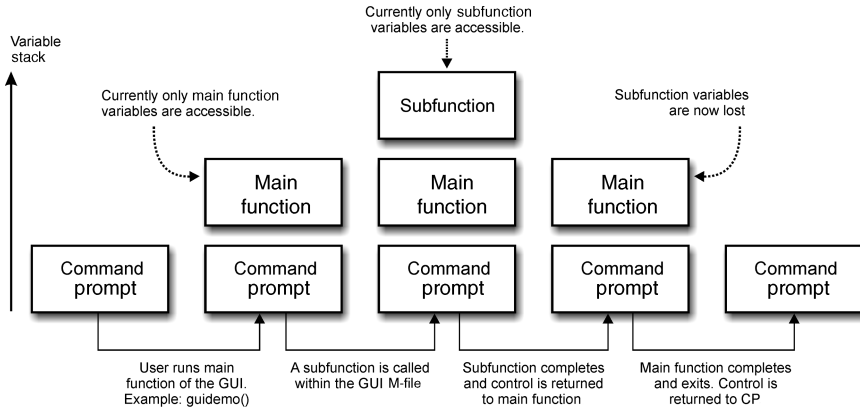 Currently only subfunction
variables are accessible.
Variable
stack
Currently only main function
variables are accessible.
Subfunction
Subfunction variables
are now lost
Main
function
Main
function
Main
function
Command
prompt
Command
prompt
Command
prompt
Command
prompt
Command
prompt
User runs main
function of the GUI.
Example: guidemo()
A subfunction is called
within the GUI M-file
Subfunction completes
and control is returned
to main function
Main function completes
and exits. Control is
returned to CP